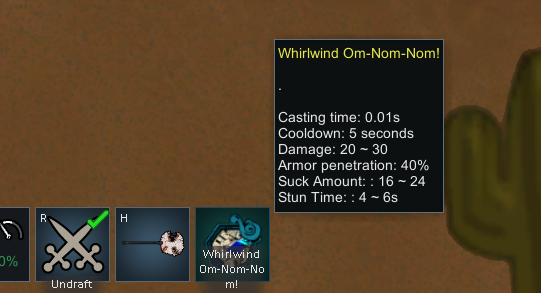 Whirlwind Om-Nom-Nom!
.
Casting time: 0.01s
Cooldown: 5 seconds
Damage: 20 ~ 30
Armor penetration: 40%
Suck Amount: : 16 ~ 24
Stun Time: : 4 ~ 6s
0%
R
Undraft
H
Whirlwind
Om-Nom-No
m!